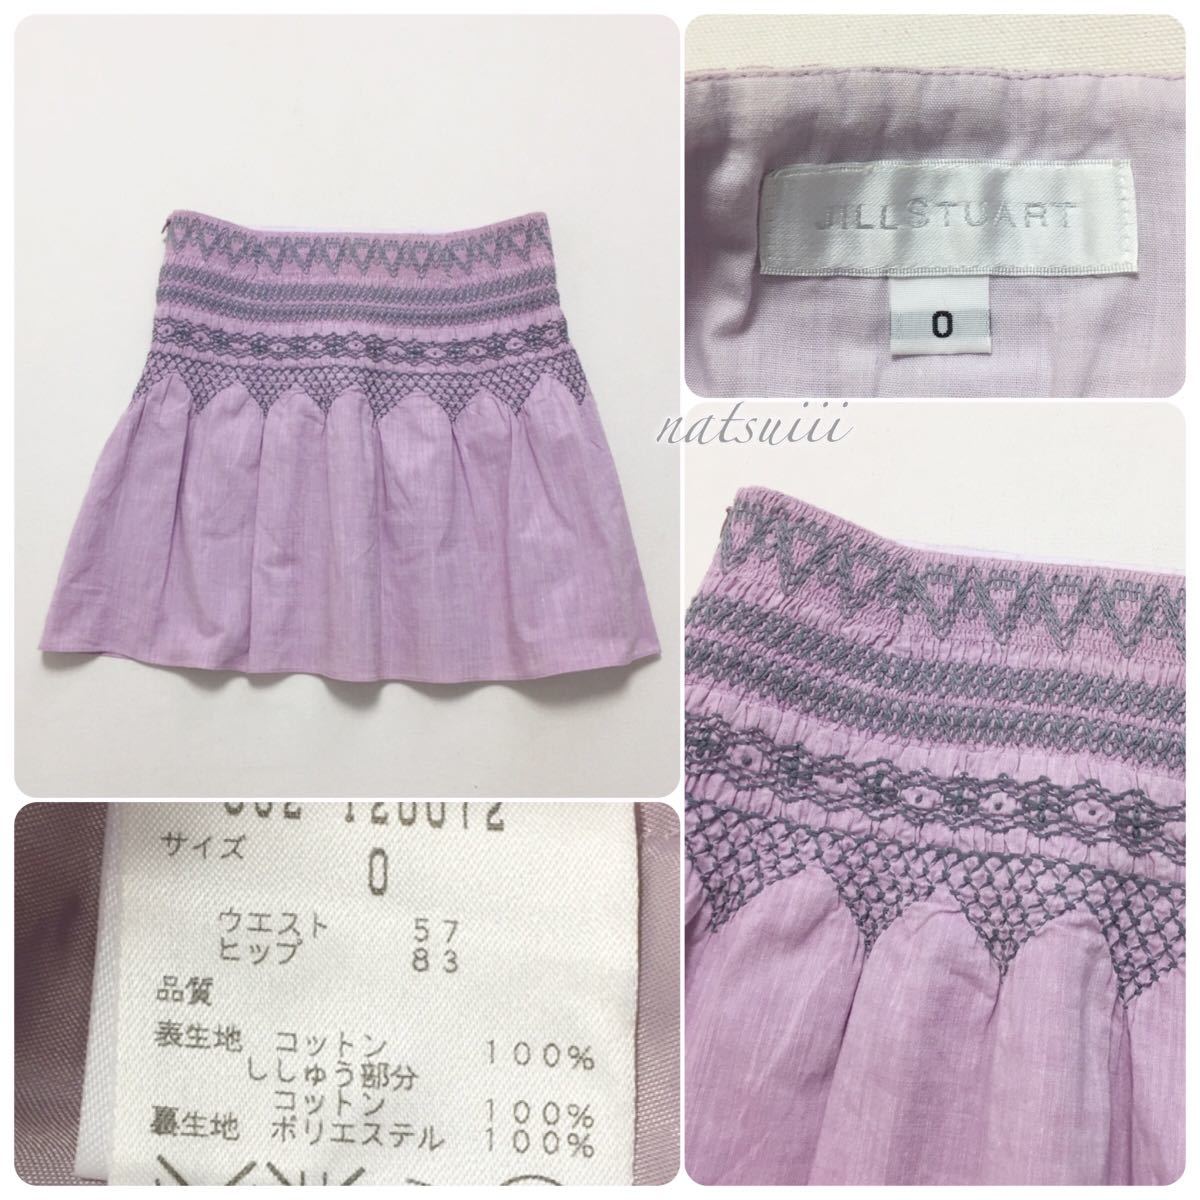 JILLSTUART
0
natsuiii
サイズ
0
ウエスト 57
ヒップ 83
品質
表生地 コットン 100%
ししゅう部分
コットン 100%
裏生地 ポリエステル 100%